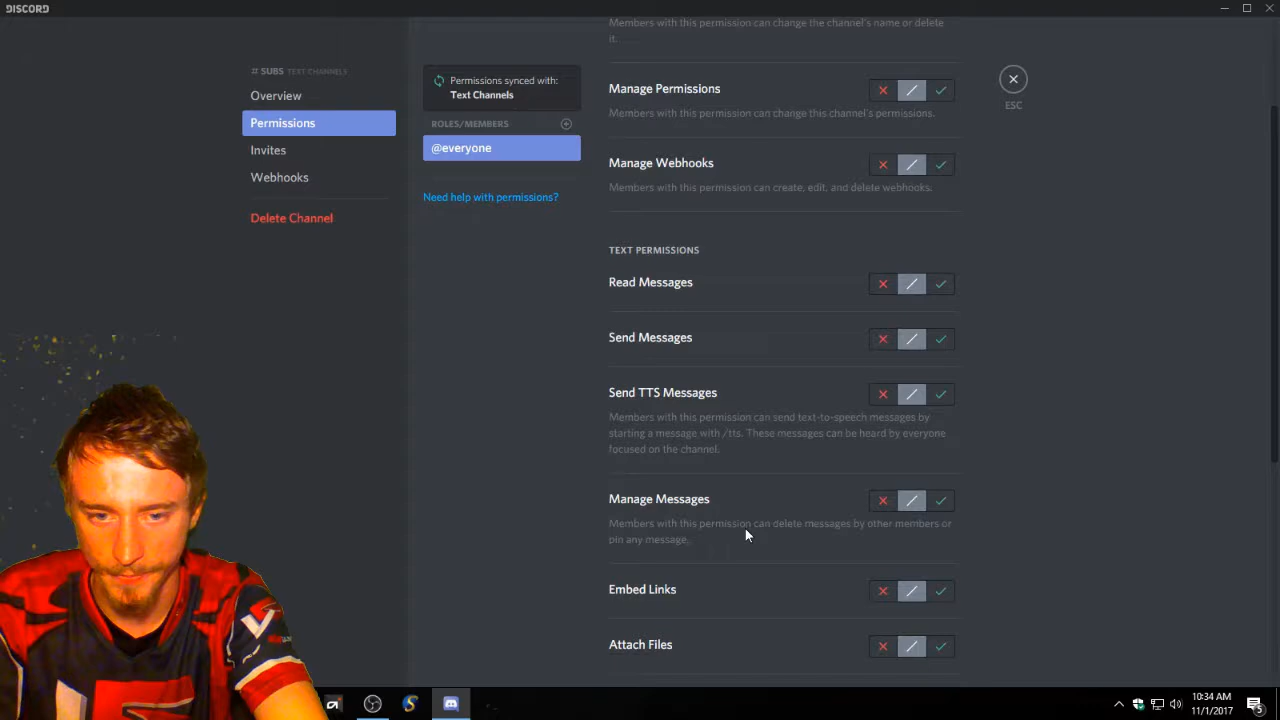 DISCORD
# SUBS TEXT CHANNELS
Overview
Permissions
Invites
Webhooks
Delete Channel
Permissions synced with:
Text Channels
ROLES/MEMBERS
@everyone
Need help with permissions?
Members with this permission can change the channel's name or delete
it.
Manage Permissions
Members with this permission can change this channel's permissions.
Manage Webhooks
Members with this permission can create, edit, and delete webhooks.
TEXT PERMISSIONS
Read Messages
Send Messages
Send TTS Messages
Members with this permission can send text-to-speech messages by
starting a message with /tts. These messages can be heard by everyone
focused on the channel.
Manage Messages
Members with this permission can delete messages by other members or
pin any message.
Embed Links
Attach Files
ESC
10:34 AM
11/1/2017
5